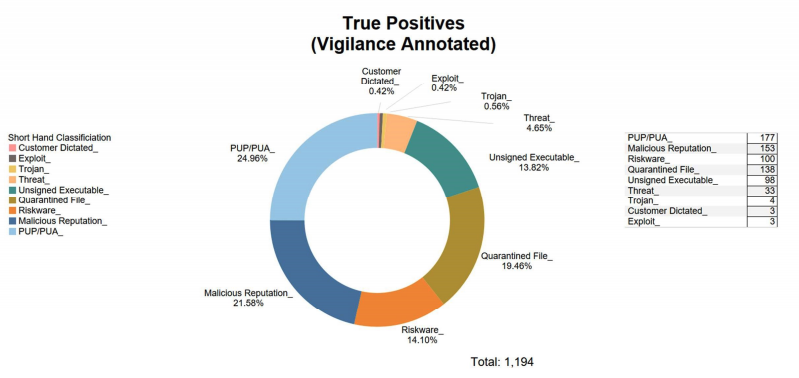 True Positives
(Vigilance Annotated)
Customer
Dictated_
0.42%
Exploit_
0.42%
Trojan_
0.56%
Threat_
4.65%
Unsigned Executable_
13.82%
Quarantined File_
19.46%
Riskware_
14.10%
Malicious Reputation_
21.58%
PUP/PUA_
24.96%
Short Hand Classificiation
Customer Dictated_
Exploit_
Trojan_
Threat_
Unsigned Executable_
Quarantined File_
Riskware_
Malicious Reputation_
PUP/PUA_
PUP/PUA_ 177
Malicious Reputation_ 153
Riskware_ 100
Quarantined File_ 138
Unsigned Executable_ 98
Threat_ 33
Trojan_ 4
Customer Dictated_ 3
Exploit_ 3
Total: 1,194